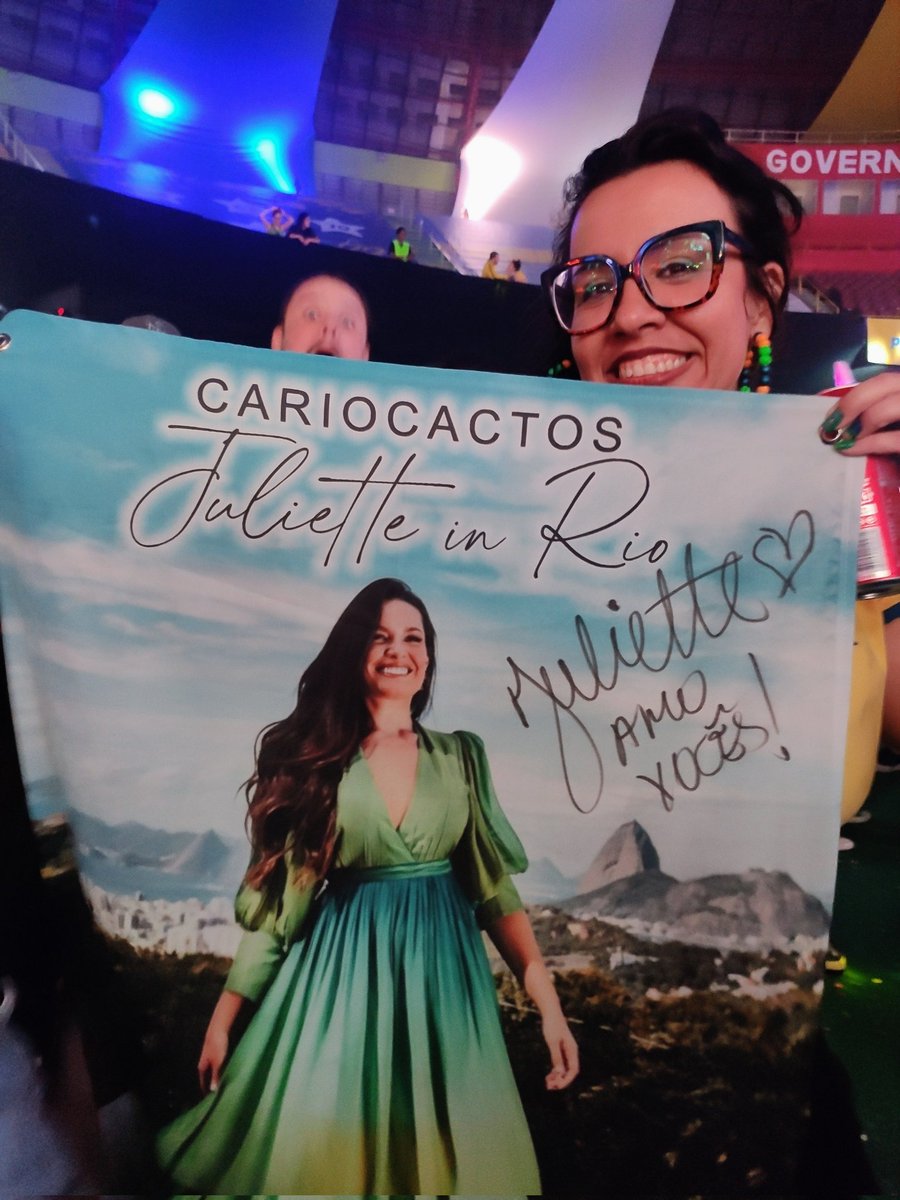 GOVERN
CARIOCACTOS
Juliette in Rio
Juliette
AMO
VOCÊS!